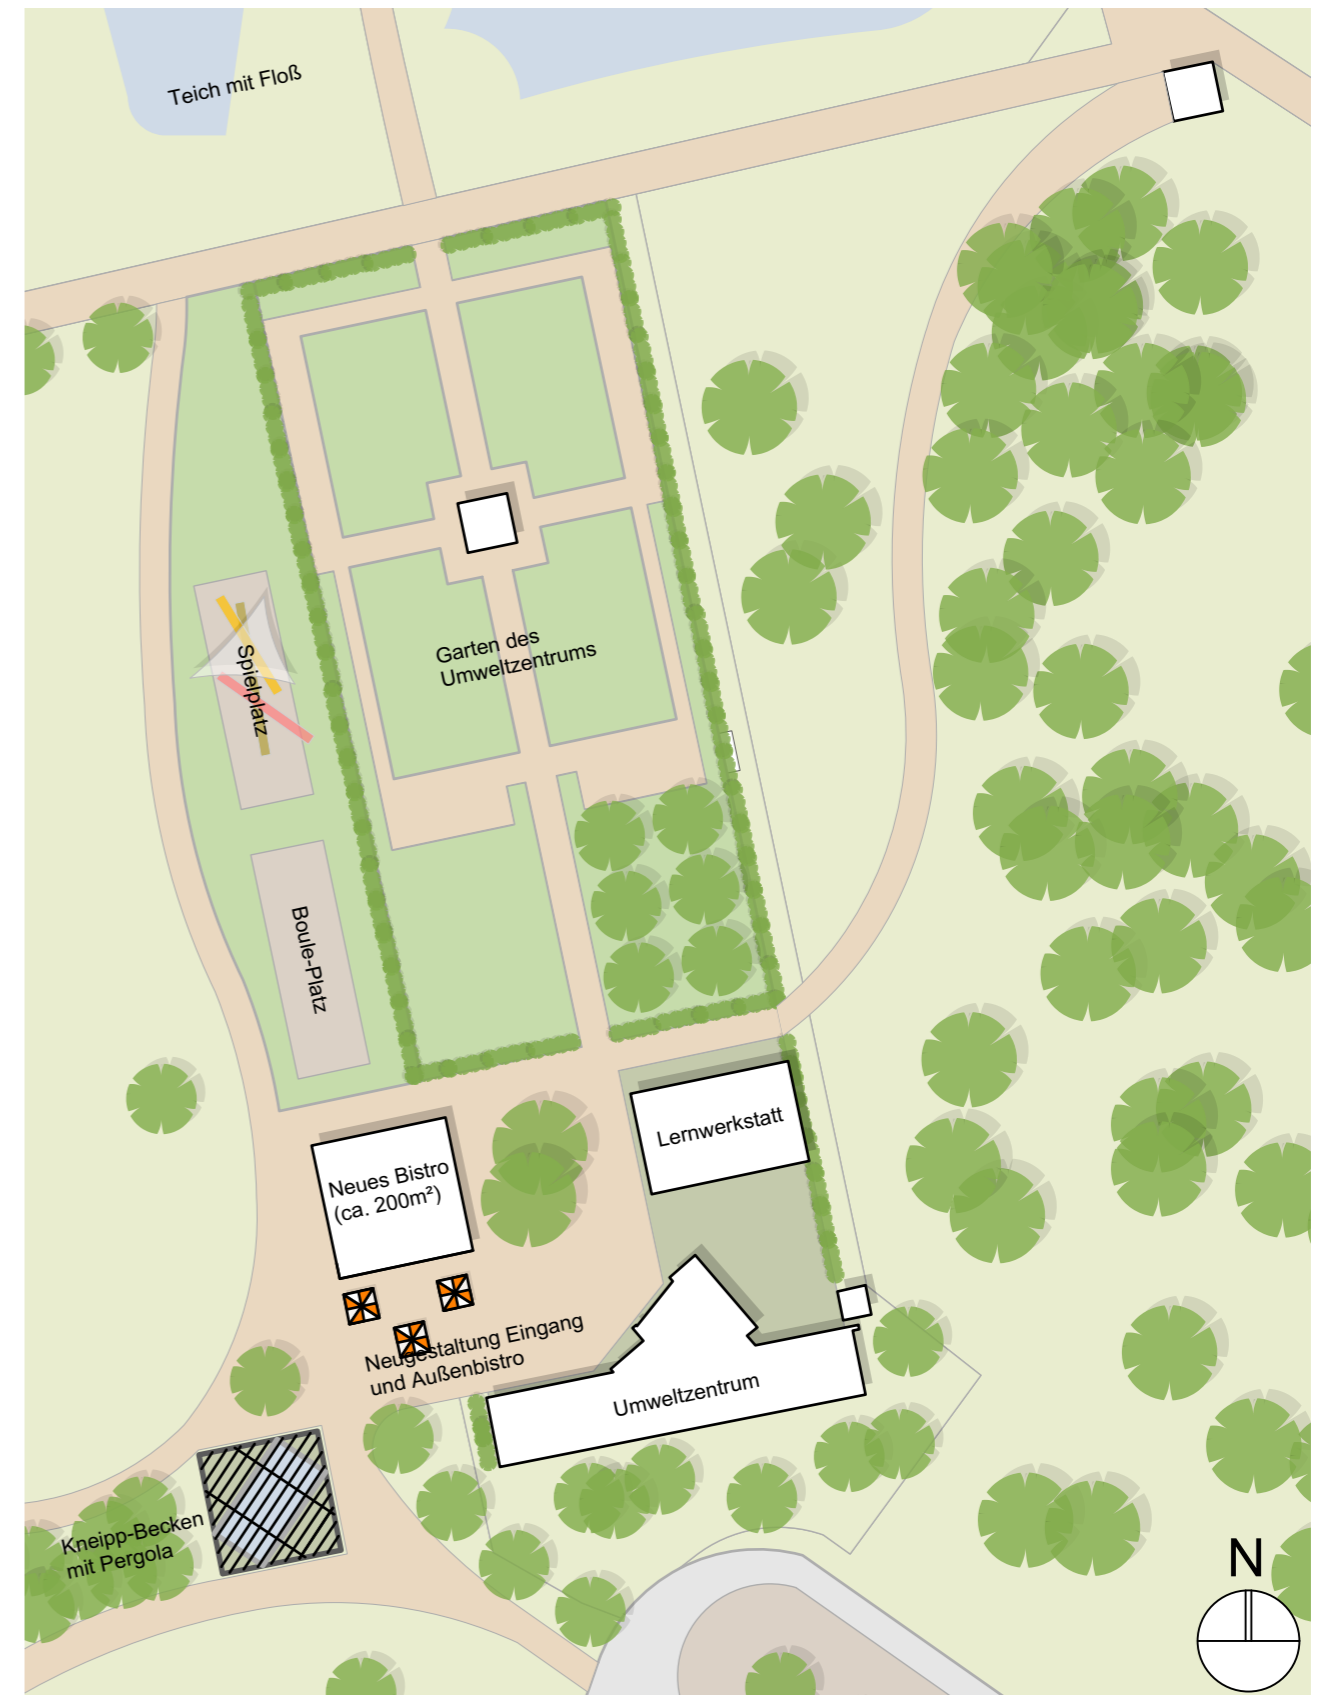 Teich mit Floß
Garten des
Umweltzentrums
Spielplatz
Boule-Platz
Lernwerkstatt
Neues Bistro
(ca. 200m²)
Neugestaltung Eingang
und Außenbistro
Umweltzentrum
Kneipp-Becken
mit Pergola
N